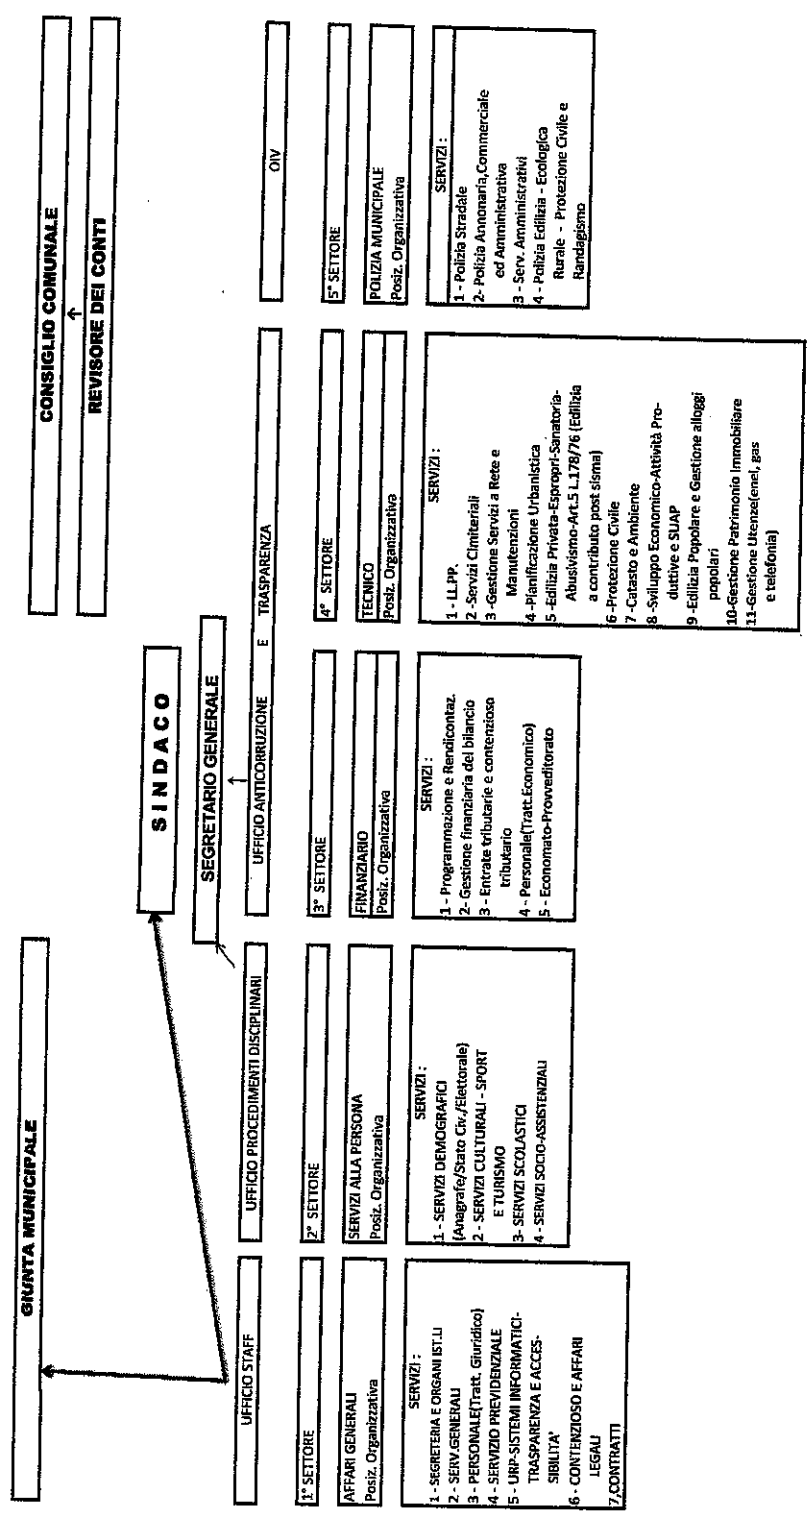 GIUNTA MUNICIPALE
CONSIGLIO COMUNALE
REVISORE DEI CONTI
SINDACO
SEGRETARIO GENERALE
UFFICIO STAFF
UFFICIO PROCEDIMENTI DISCIPLINARI
UFFICIO ANTICORRUZIONE E TRASPARENZA
OIV
1° SETTORE
AFFARI GENERALI
Posiz. Organizzativa
SERVIZI :
1 - SEGRETERIA E ORGANI IST.LI
2 - SERV.GENERALI
3 - PERSONALE(Tratt. Giuridico)
4 - SERVIZIO PREVIDENZIALE
5 - URP-SISTEMI INFORMATICI-
TRASPARENZA E ACCES-
SIBILITA'
6 - CONTENZIOSO E AFFARI
LEGALI
7,CONTRATTI
2° SETTORE
SERVIZI ALLA PERSONA
Posiz. Organizzativa
SERVIZI :
1 - SERVIZI DEMOGRAFICI
(Anagrafe/Stato Civ./Elettorale)
2 - SERVIZI CULTURALI - SPORT
E TURISMO
3- SERVIZI SCOLASTICI
4 - SERVIZI SOCIO-ASSISTENZIALI
3° SETTORE
FINANZIARIO
Posiz. Organizzativa
SERVIZI :
1 - Programmazione e Rendicontaz.
2- Gestione finanziaria del bilancio
3 - Entrate tributarie e contenzioso
tributario
4 - Personale(Tratt.Economico)
5 - Economato-Provveditorato
4° SETTORE
TECNICO
Posiz. Organizzativa
SERVIZI :
1 - LL.PP.
2 -Servizi Cimiteriali
3 -Gestione Servizi a Rete e
Manutenzioni
4 -Pianificazione Urbanistica
5 -Edilizia Privata-Espropri-Sanatoria-
Abusivismo-Art.5 L.178/76 (Edilizia
a contributo post sisma)
6 -Protezione Civile
7 -Catasto e Ambiente
8 -Sviluppo Economico-Attività Pro-
duttive e SUAP
9 -Edilizia Popolare e Gestione alloggi
popolari
10-Gestione Patrimonio Immobiliare
11-Gestione Utenze(enel, gas
e telefonia)
5° SETTORE
POLIZIA MUNICIPALE
Posiz. Organizzativa
SERVIZI :
1 - Polizia Stradale
2- Polizia Annonaria,Commerciale
ed Amministrativa
3 - Serv. Amministrativi
4 - Polizia Edilizia - Ecologica
Rurale - Protezione Civile e
Randagismo